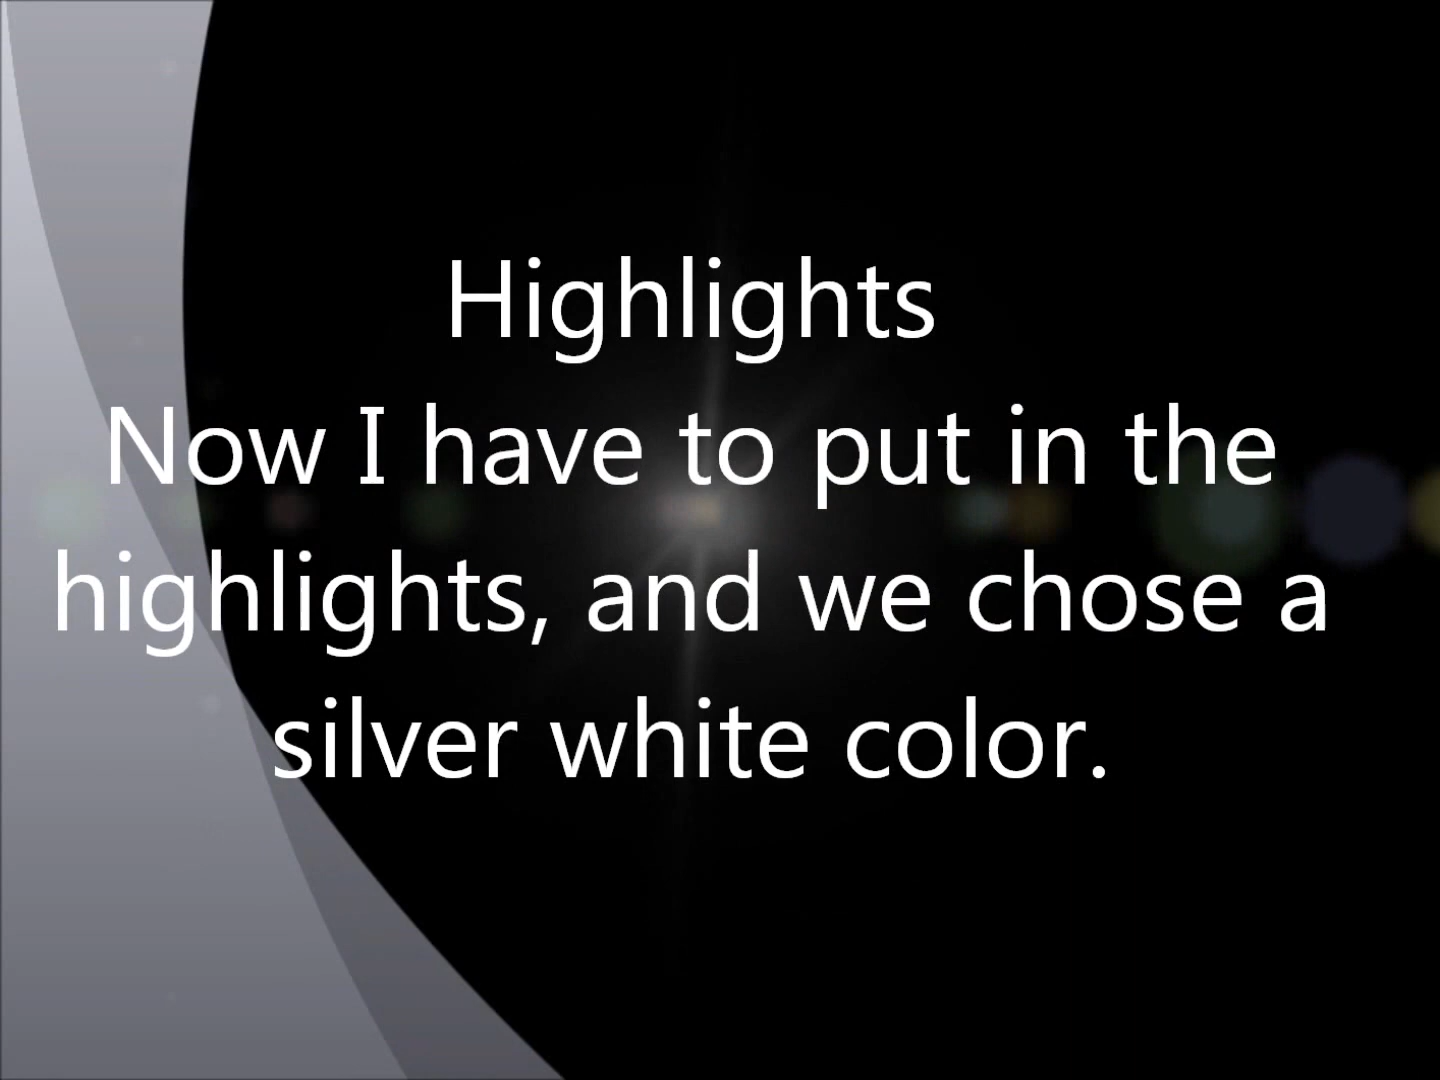 Highlights
Now I have to put in the
highlights, and we chose a
silver white color.